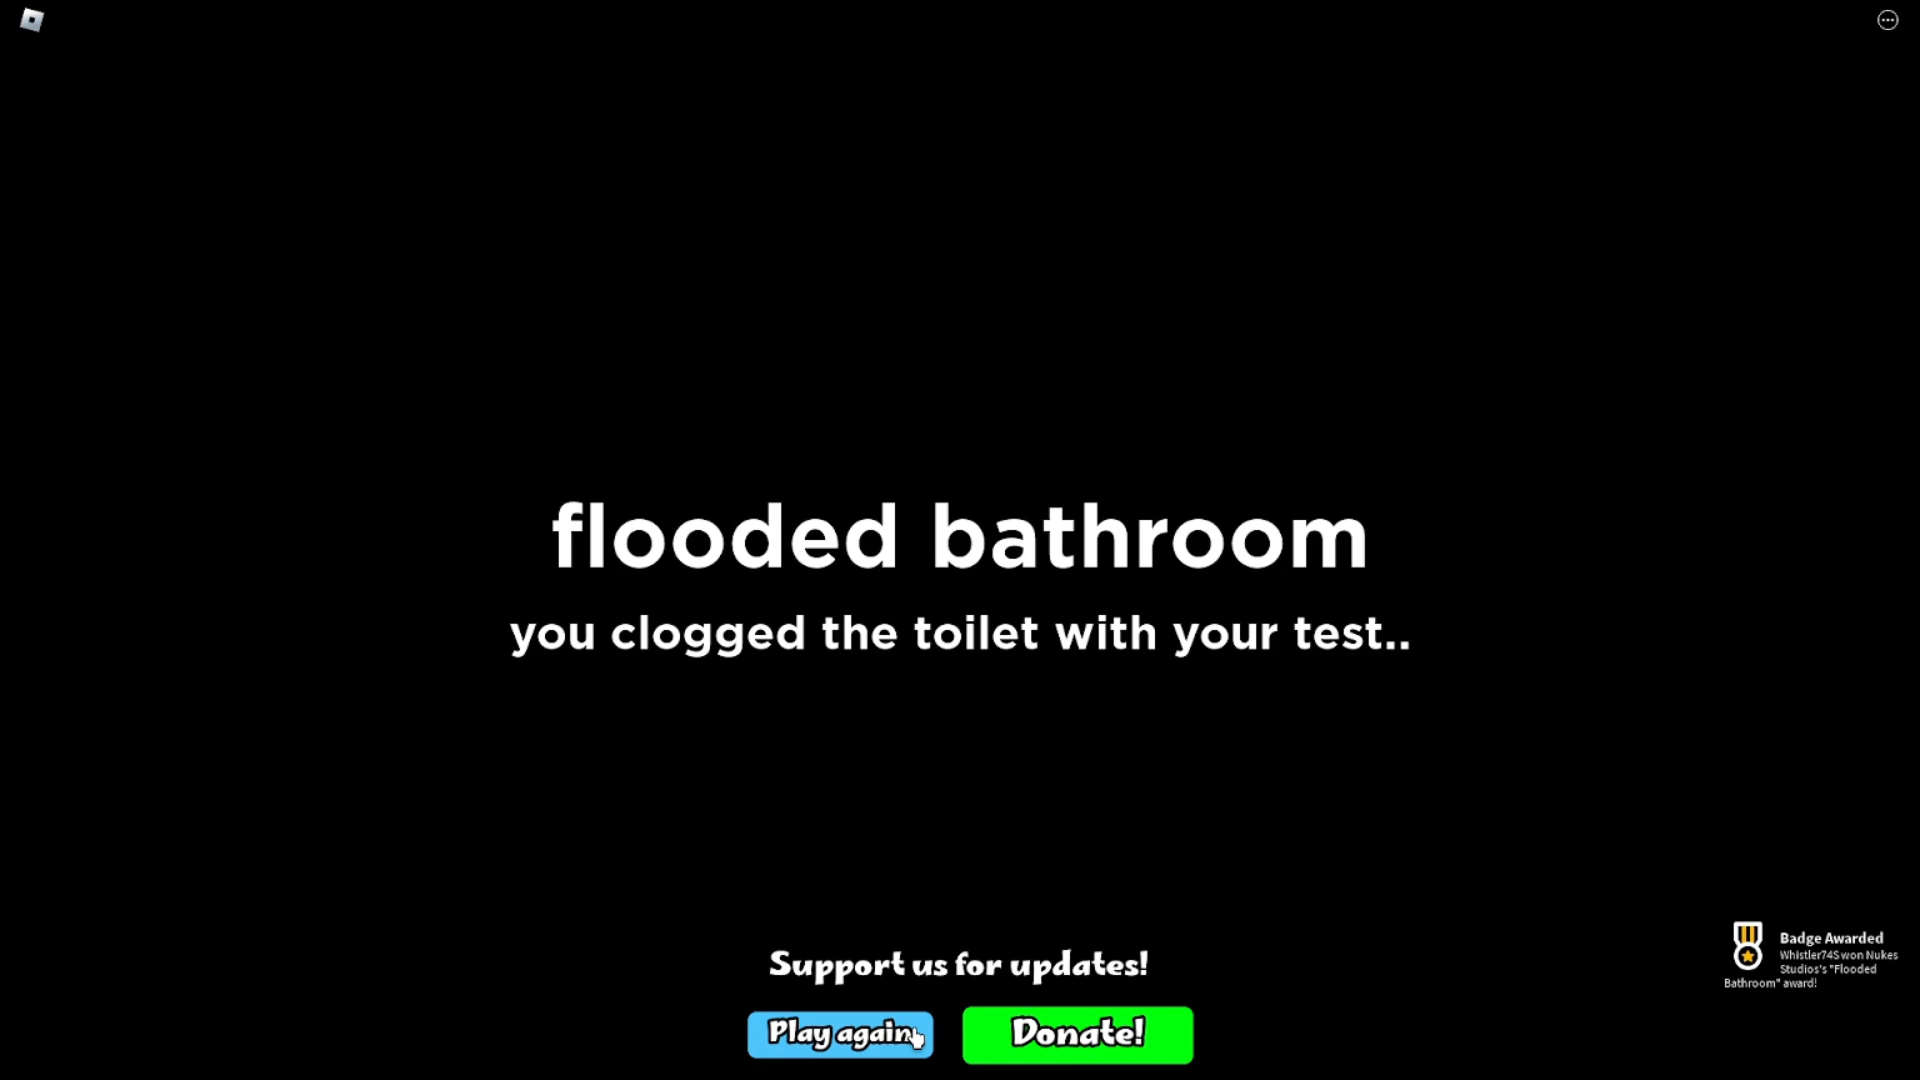 flooded bathroom
you clogged the toilet with your test..
Support us for updates!
Play again
Donate!
Badge Awarded
Whistler74S won Nukes
Studios's "Flooded
Bathroom" award!